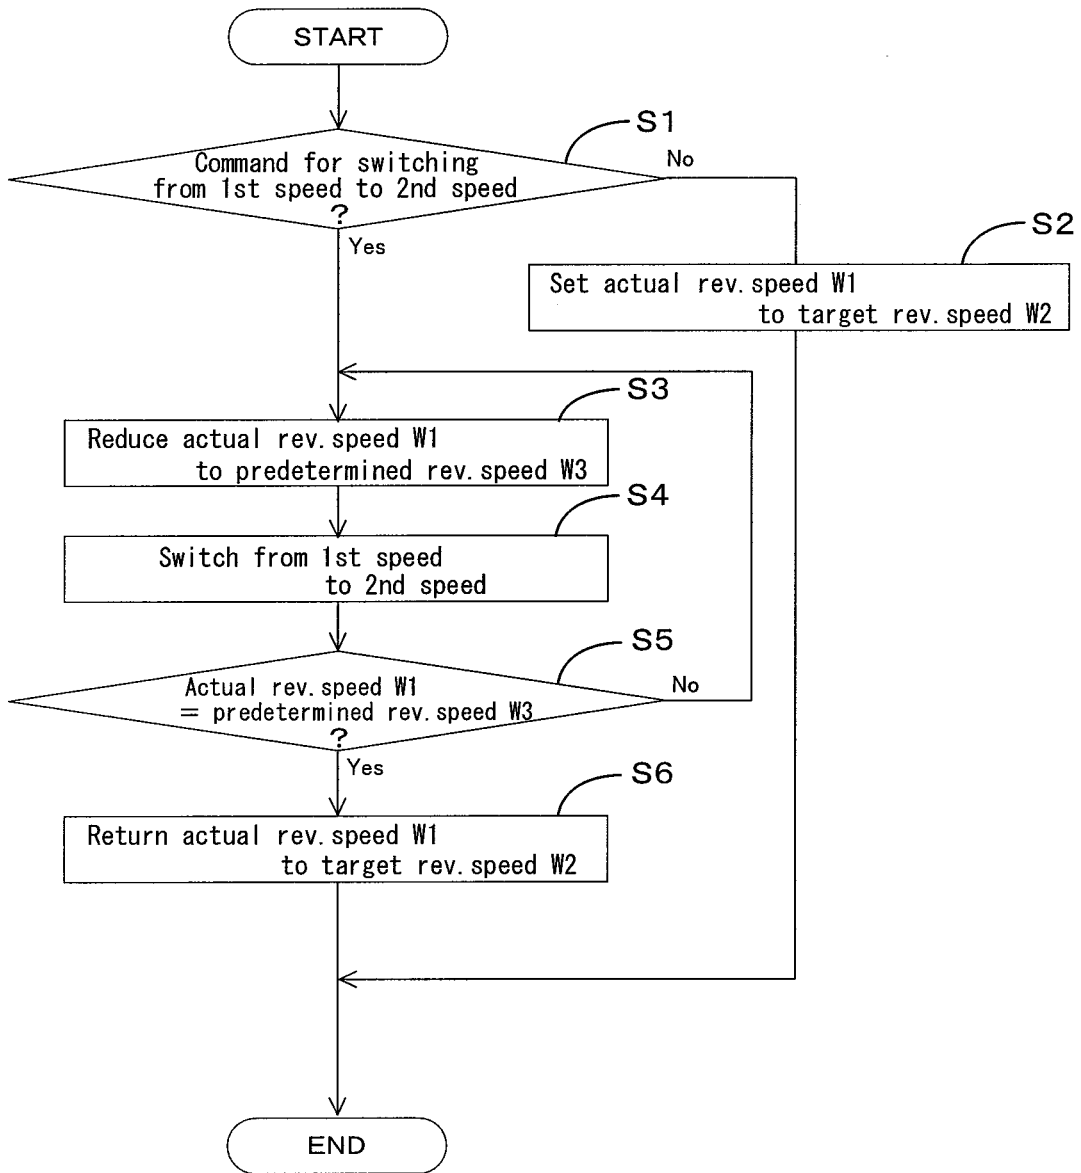 START
S1
Command for switching
from 1st speed to 2nd speed
?
No
Yes
S2
Set actual rev.speed W1
to target rev.speed W2
S3
Reduce actual rev.speed W1
to predetermined rev.speed W3
S4
Switch from 1st speed
to 2nd speed
S5
Actual rev.speed W1
= predetermined rev.speed W3
?
No
Yes
S6
Return actual rev.speed W1
to target rev.speed W2
END